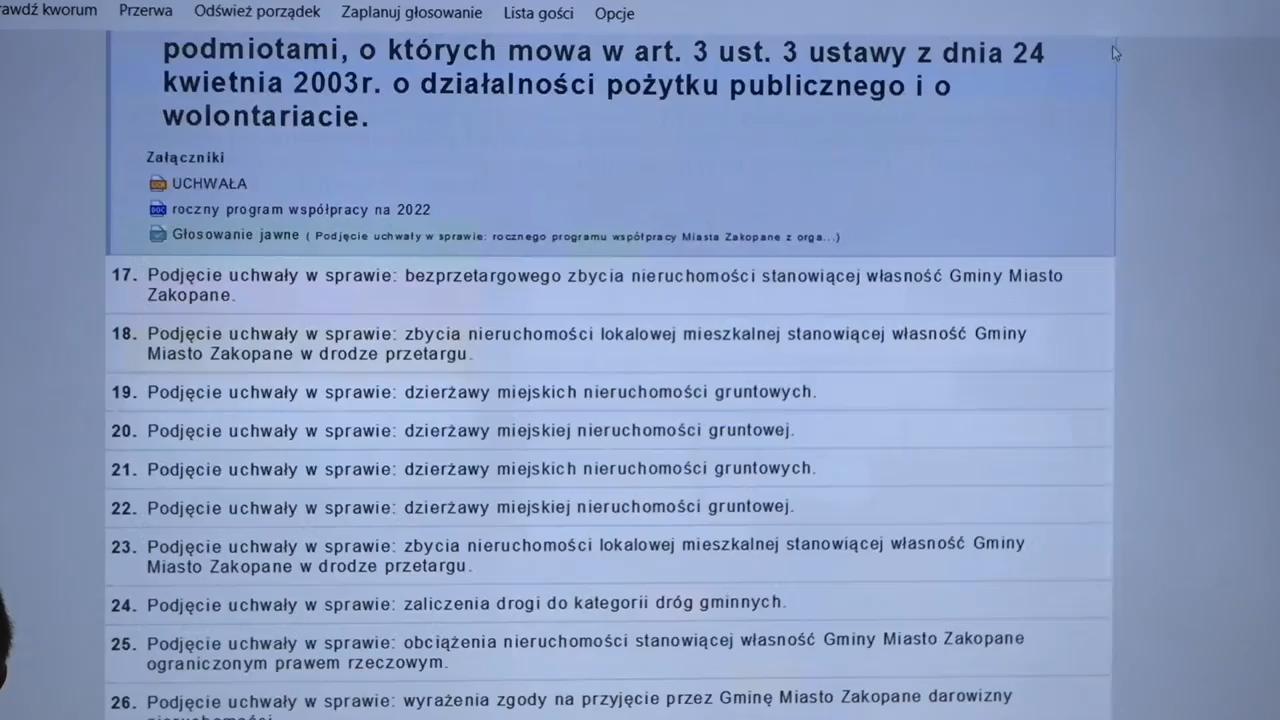 kworum Przerwa Odśwież porządek Zaplanuj głosowanie Lista gości Opcje
podmiotami, o których mowa w art. 3 ust. 3 ustawy z dnia 24
kwietnia 2003r. o działalności pożytku publicznego i o
wolontariacie.
Załączniki
UCHWAŁA
roczny program współpracy na 2022
Głosowanie jawne ( Podjęcie uchwały w sprawie: rocznego programu współpracy Miasta Zakopane z orga...)
17. Podjęcie uchwały w sprawie: bezprzetargowego zbycia nieruchomości stanowiącej własność Gminy Miasto
Zakopane.
18. Podjęcie uchwały w sprawie: zbycia nieruchomości lokalowej mieszkalnej stanowiącej własność Gminy
Miasto Zakopane w drodze przetargu.
19. Podjęcie uchwały w sprawie: dzierżawy miejskich nieruchomości gruntowych.
20. Podjęcie uchwały w sprawie: dzierżawy miejskiej nieruchomości gruntowej.
21. Podjęcie uchwały w sprawie: dzierżawy miejskich nieruchomości gruntowych.
22. Podjęcie uchwały w sprawie: dzierżawy miejskiej nieruchomości gruntowej.
23. Podjęcie uchwały w sprawie: zbycia nieruchomości lokalowej mieszkalnej stanowiącej własność Gminy
Miasto Zakopane w drodze przetargu.
24. Podjęcie uchwały w sprawie: zaliczenia drogi do kategorii dróg gminnych.
25. Podjęcie uchwały w sprawie: obciążenia nieruchomości stanowiącej własność Gminy Miasto Zakopane
ograniczonym prawem rzeczowym.
26. Podjęcie uchwały w sprawie: wyrażenia zgody na przyjęcie przez Gminę Miasto Zakopane darowizny